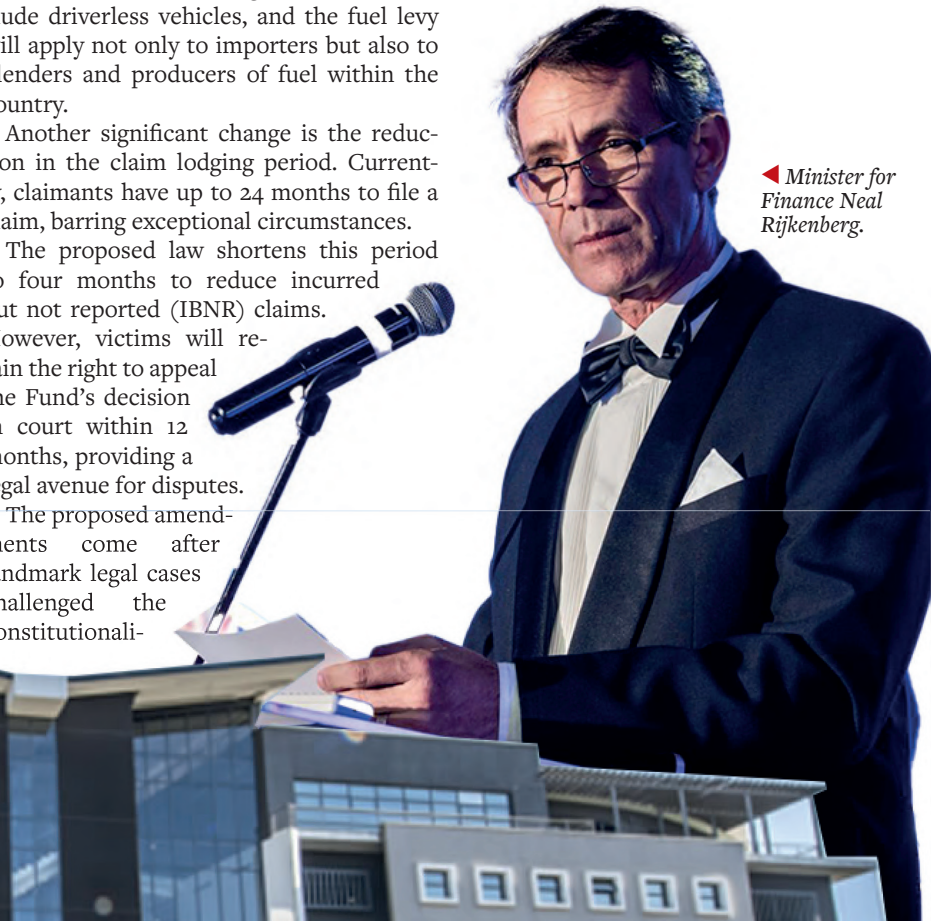 lude driverless vehicles, and the fuel levy
ill apply not only to importers but also to
lenders and producers of fuel within the
ountry.
Another significant change is the reduc-
on in the claim lodging period. Current-
, claimants have up to 24 months to file a
laim, barring exceptional circumstances.
The proposed law shortens this period
o four months to reduce incurred
ut not reported (IBNR) claims.
owever, victims will re-
ain the right to appeal
he Fund's decision
n court within 12
onths, providing a
gal avenue for disputes.
The proposed amend-
ents come after
ndmark legal cases
hallenged the
onstitutionali-
◀ Minister for
Finance Neal
Rijkenberg.